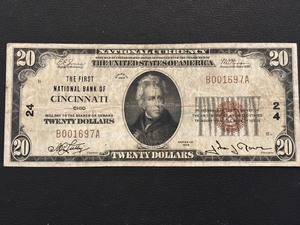 NATIONAL CURRENCY
20 THE UNITED STATES OF AMERICA 20
THE FIRST
NATIONAL BANK OF
CINCINNATI
OHIO
WILL PAY TO THE BEARER ON DEMAND
TWENTY DOLLARS
B001697A
B001697A
24
24
20 TWENTY DOLLARS 20